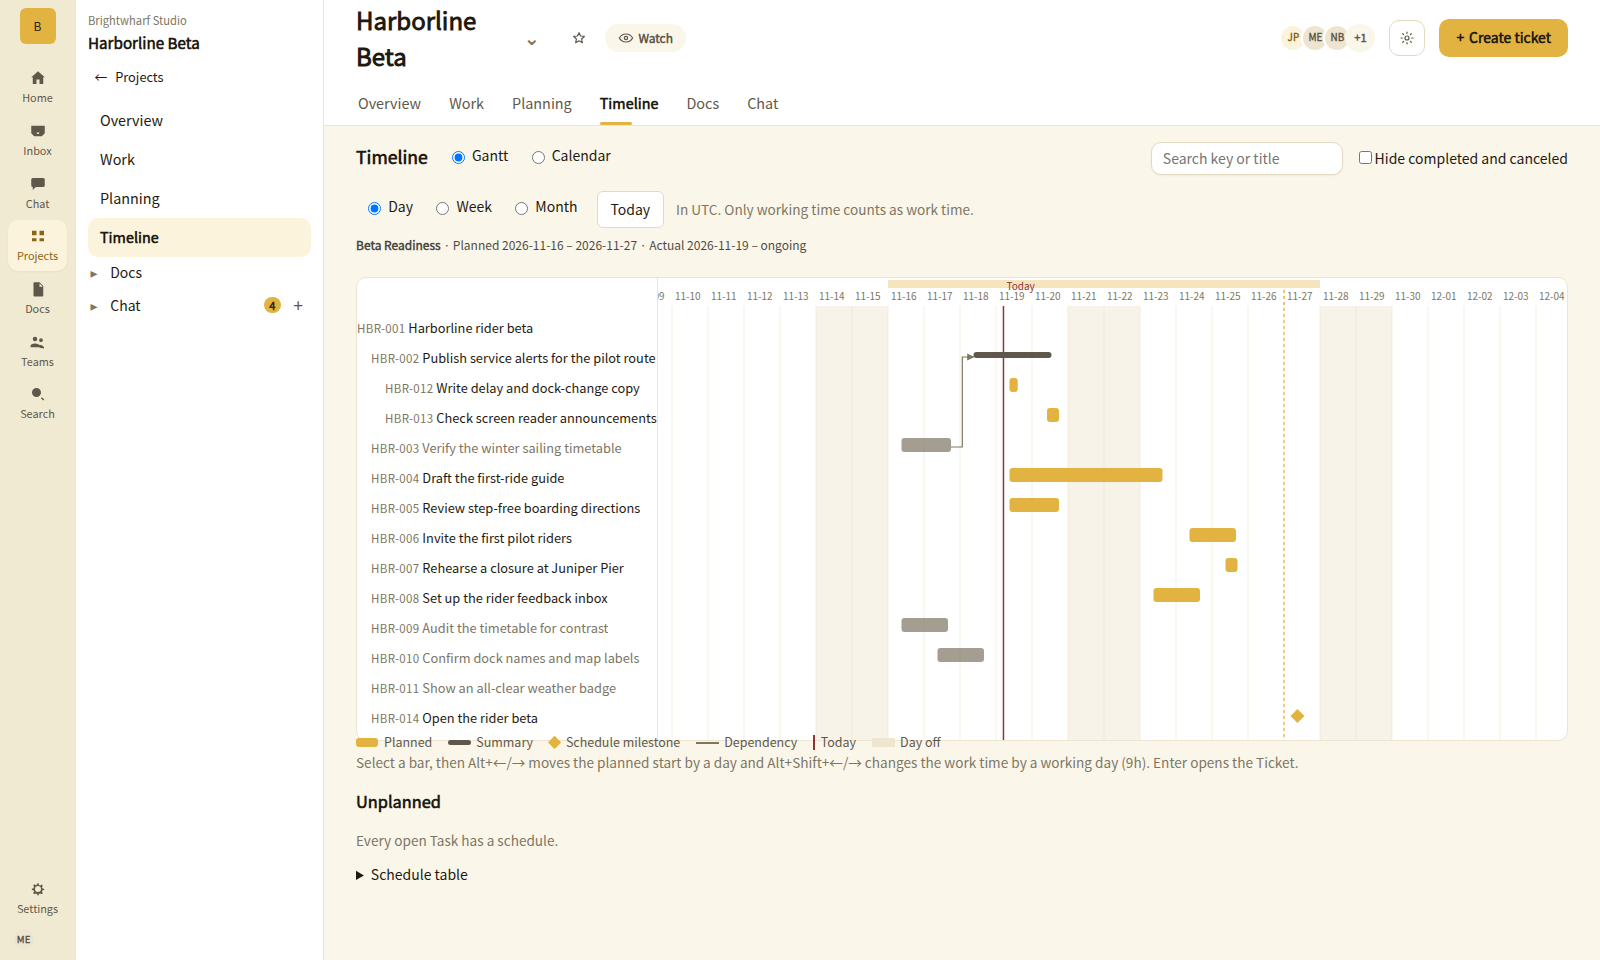 B
Home
Inbox
Chat
Projects
Docs
Teams
Search
Settings
ME
Brightwharf Studio
Harborline Beta
← Projects
Overview
Work
Planning
Timeline
Docs
Chat 4 +
Harborline Beta
Watch
JP ME NB +1
+ Create ticket
Overview Work Planning Timeline Docs Chat
Timeline Gantt Calendar
Search key or title
Hide completed and canceled
Day Week Month Today In UTC. Only working time counts as work time.
Beta Readiness · Planned 2026-11-16 – 2026-11-27 · Actual 2026-11-19 – ongoing
Today
9 11-10 11-11 11-12 11-13 11-14 11-15 11-16 11-17 11-18 11-19 11-20 11-21 11-22 11-23 11-24 11-25 11-26 11-27 11-28 11-29 11-30 12-01 12-02 12-03 12-04
HBR-001 Harborline rider beta
HBR-002 Publish service alerts for the pilot route
HBR-012 Write delay and dock-change copy
HBR-013 Check screen reader announcements
HBR-003 Verify the winter sailing timetable
HBR-004 Draft the first-ride guide
HBR-005 Review step-free boarding directions
HBR-006 Invite the first pilot riders
HBR-007 Rehearse a closure at Juniper Pier
HBR-008 Set up the rider feedback inbox
HBR-009 Audit the timetable for contrast
HBR-010 Confirm dock names and map labels
HBR-011 Show an all-clear weather badge
HBR-014 Open the rider beta
Planned Summary Schedule milestone Dependency Today Day off
Select a bar, then Alt+←/→ moves the planned start by a day and Alt+Shift+←/→ changes the work time by a working day (9h). Enter opens the Ticket.
Unplanned
Every open Task has a schedule.
Schedule table